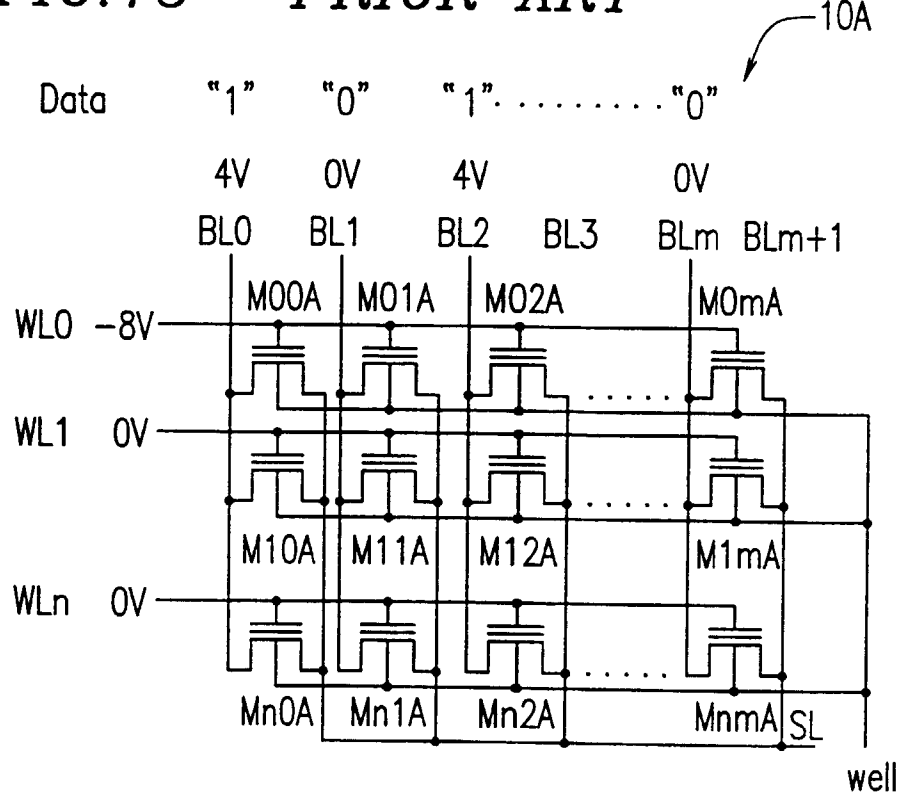 10A
Data "1" "0" "1"·········"0"
4V 0V 4V 0V
BL0 BL1 BL2 BL3 BLm BLm+1
M00A M01A M02A M0mA
WL0 -8V
WL1 0V
M10A M11A M12A M1mA
WLn 0V
Mn0A Mn1A Mn2A MnmA SL
well